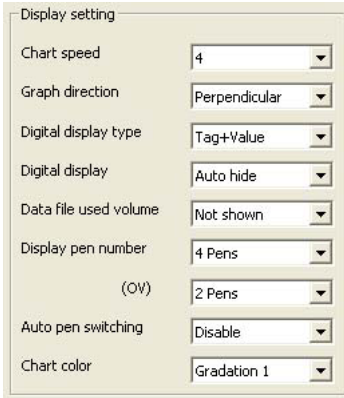 Display setting
Chart speed 4
Graph direction Perpendicular
Digital display type Tag+Value
Digital display Auto hide
Data file used volume Not shown
Display pen number 4 Pens
(OV) 2 Pens
Auto pen switching Disable
Chart color Gradation 1